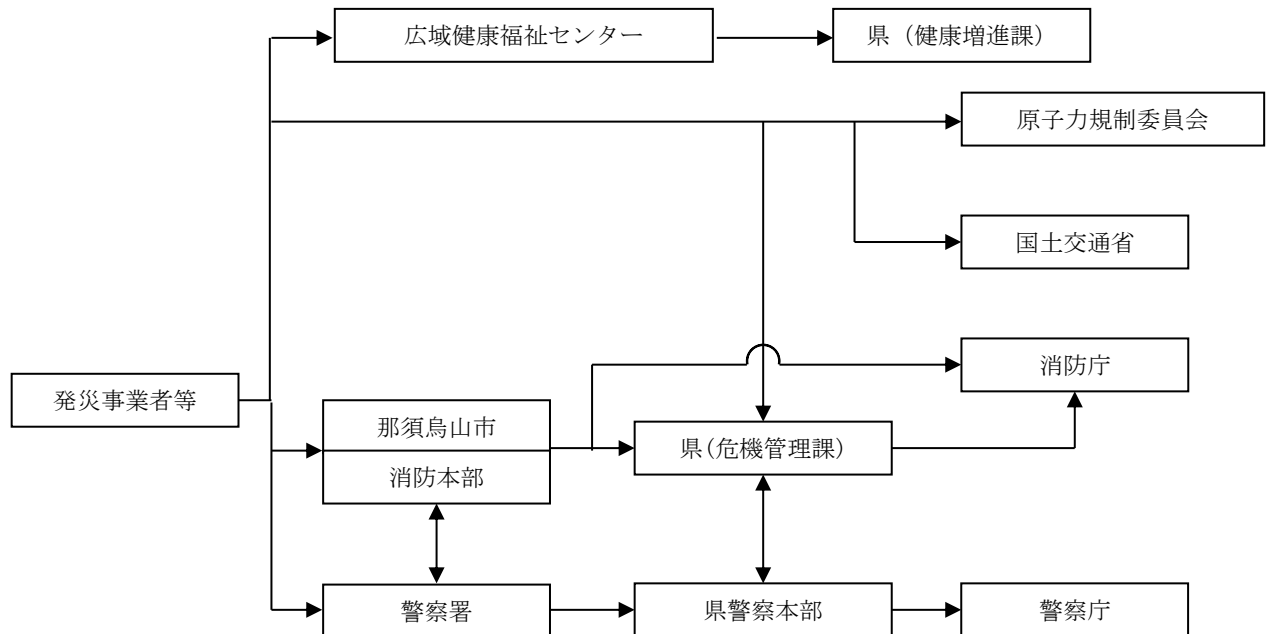 広域健康福祉センター
県（健康増進課）
原子力規制委員会
国土交通省
消防庁
発災事業者等
那須烏山市
県(危機管理課)
消防本部
警察署
県警察本部
警察庁